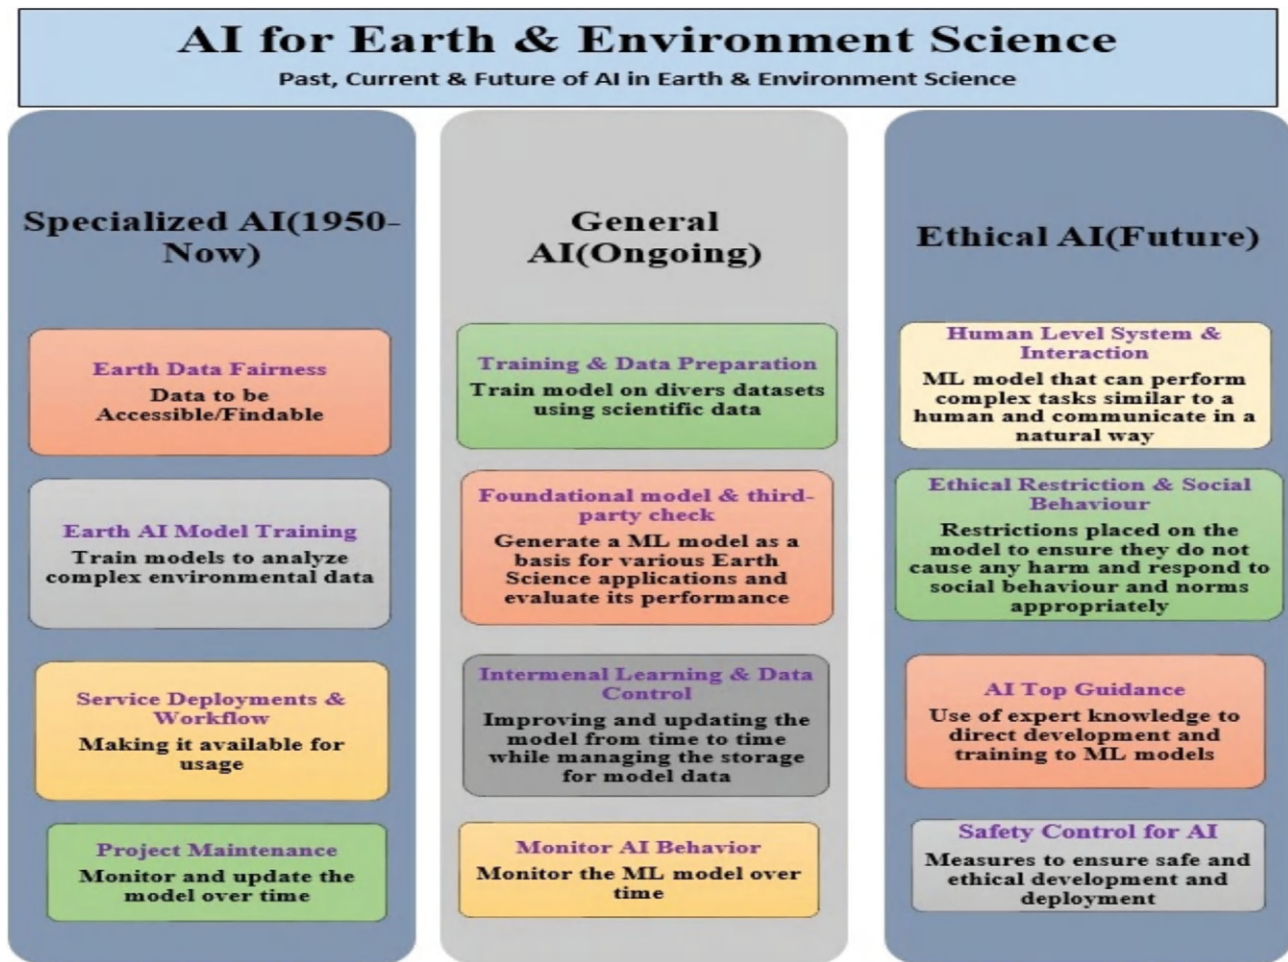 AI for Earth & Environment Science
Past, Current & Future of AI in Earth & Environment Science
Specialized AI(1950-
Now)
Earth Data Fairness
Data to be
Accessible/Findable
Earth AI Model Training
Train models to analyze
complex environmental data
Service Deployments &
Workflow
Making it available for
usage
Project Maintenance
Monitor and update the
model over time
General
AI(Ongoing)
Training & Data Preparation
Train model on divers datasets
using scientific data
Foundational model & third-
party check
Generate a ML model as a
basis for various Earth
Science applications and
evaluate its performance
Intermenal Learning & Data
Control
Improving and updating the
model from time to time
while managing the storage
for model data
Monitor AI Behavior
Monitor the ML model over
time
Ethical AI(Future)
Human Level System &
Interaction
ML model that can perform
complex tasks similar to a
human and communicate in a
natural way
Ethical Restriction & Social
Behaviour
Restrictions placed on the
model to ensure they do not
cause any harm and respond to
social behaviour and norms
appropriately
AI Top Guidance
Use of expert knowledge to
direct development and
training to ML models
Safety Control for AI
Measures to ensure safe and
ethical development and
deployment